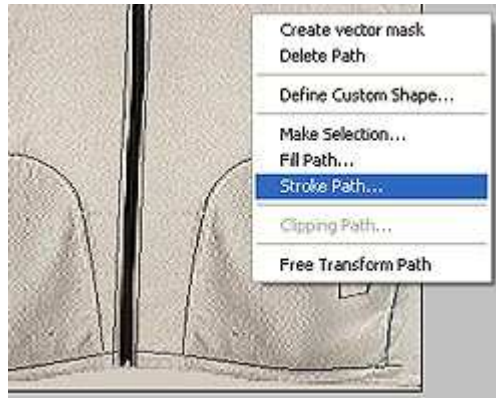 Create vector mask
Delete Path
Define Custom Shape...
Make Selection...
Fill Path...
Stroke Path...
Clipping Path...
Free Transform Path